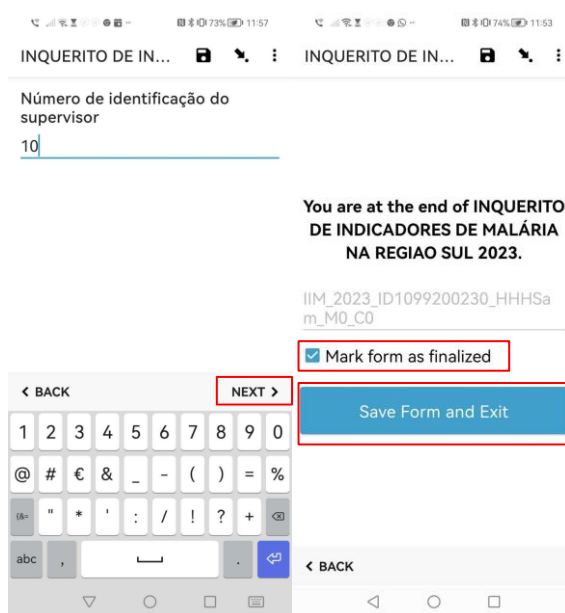 73% 11:57
INQUERITO DE IN...
Número de identificação do
supervisor
10
< BACK
NEXT >
1 2 3 4 5 6 7 8 9 0
@ # € & _ - ( ) = %
{&= " * ' : / ! ? +
abc , .
74% 11:53
INQUERITO DE IN...
You are at the end of INQUERITO
DE INDICADORES DE MALÁRIA
NA REGIAO SUL 2023.
IIM_2023_ID1099200230_HHHSa
m_M0_C0
Mark form as finalized
Save Form and Exit
< BACK